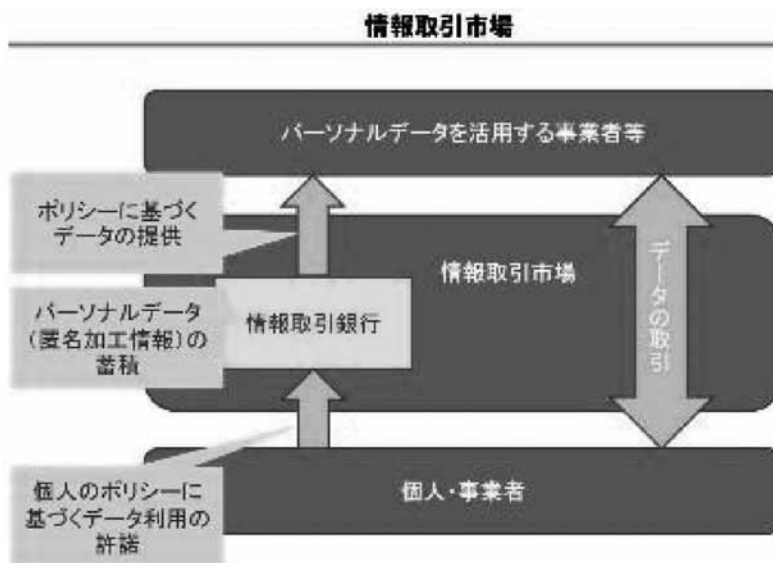 情報取引市場
パーソナルデータを活用する事業者等
ポリシーに基づく
データの提供
情報取引市場
データの取引
パーソナルデータ
(匿名加工情報)の
蓄積
情報取引銀行
個人のポリシーに
基づくデータ利用の
許諾
個人・事業者